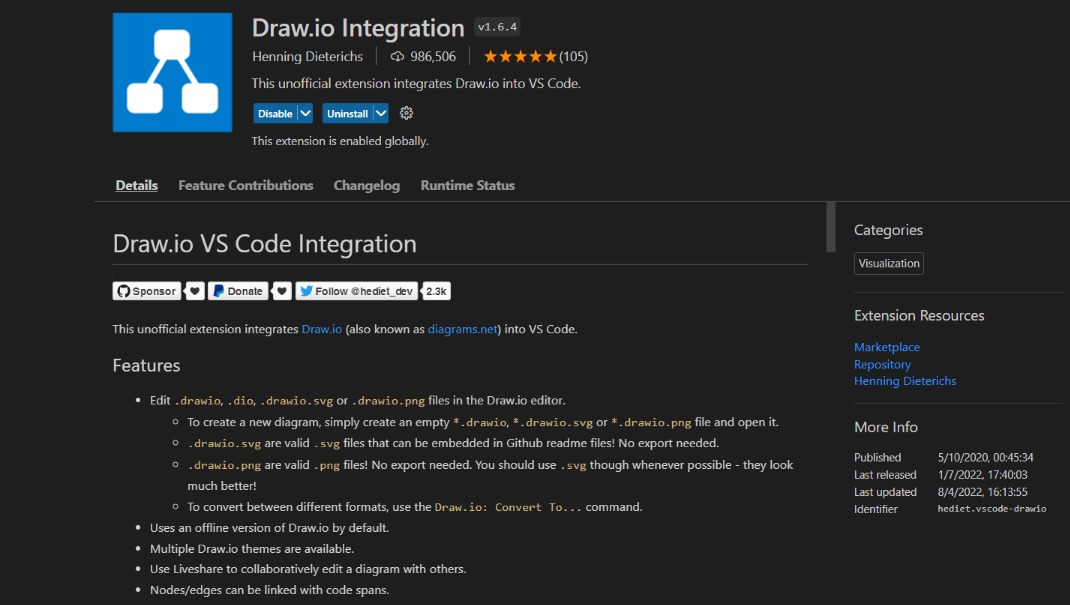 Draw.io Integration v1.6.4
Henning Dieterichs 986,506 (105)
This unofficial extension integrates Draw.io into VS Code.
Disable Uninstall
This extension is enabled globally.
Details Feature Contributions Changelog Runtime Status
Draw.io VS Code Integration
Sponsor Donate Follow @hediet_dev 2.3k
This unofficial extension integrates Draw.io (also known as diagrams.net) into VS Code.
Features
• Edit .drawio, .dio, .drawio.svg or .drawio.png files in the Draw.io editor.
○ To create a new diagram, simply create an empty *.drawio, *.drawio.svg or *.drawio.png file and open it.
○ .drawio.svg are valid .svg files that can be embedded in Github readme files! No export needed.
○ .drawio.png are valid .png files! No export needed. You should use .svg though whenever possible - they look
much better!
○ To convert between different formats, use the Draw.io: Convert To... command.
• Uses an offline version of Draw.io by default.
• Multiple Draw.io themes are available.
• Use Liveshare to collaboratively edit a diagram with others.
• Nodes/edges can be linked with code spans.
Categories
Visualization
Extension Resources
Marketplace
Repository
Henning Dieterichs
More Info
Published 5/10/2020, 00:45:34
Last released 1/7/2022, 17:40:03
Last updated 8/4/2022, 16:13:55
Identifier hediet.vscode-drawio